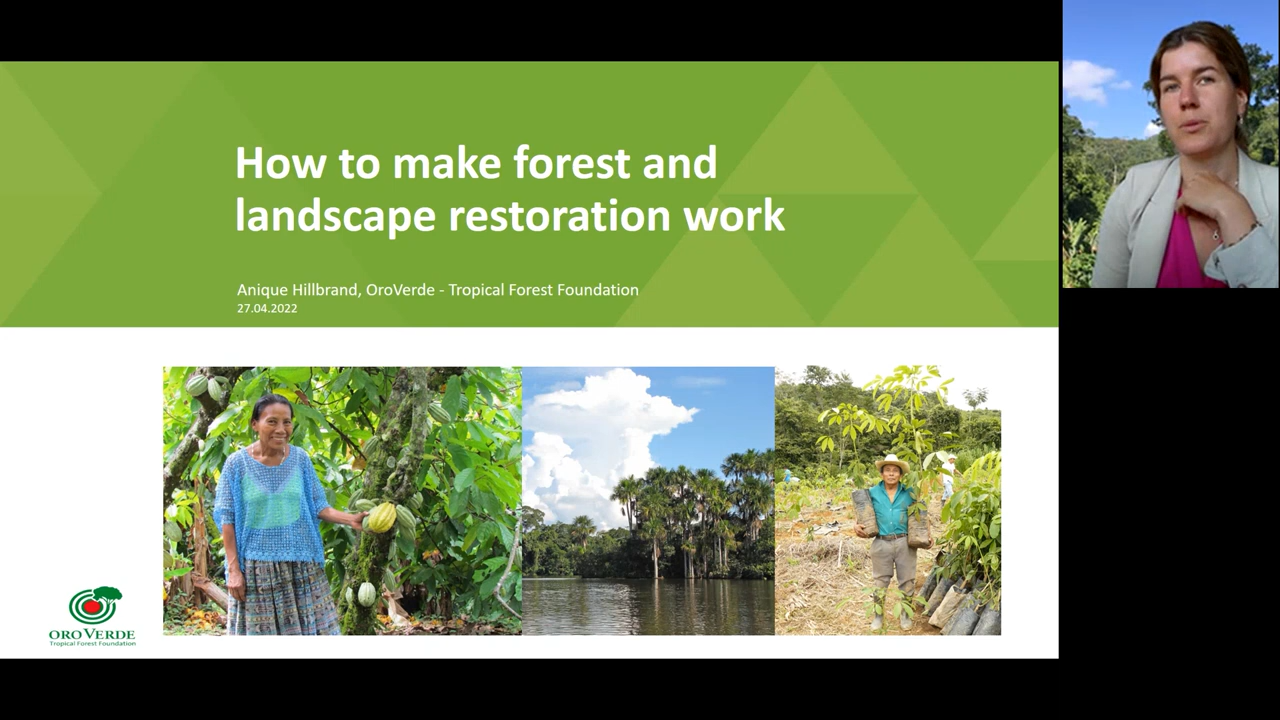 How to make forest and
landscape restoration work
Anique Hillbrand, OroVerde - Tropical Forest Foundation
27.04.2022
ORO VERDE
Tropical Forest Foundation